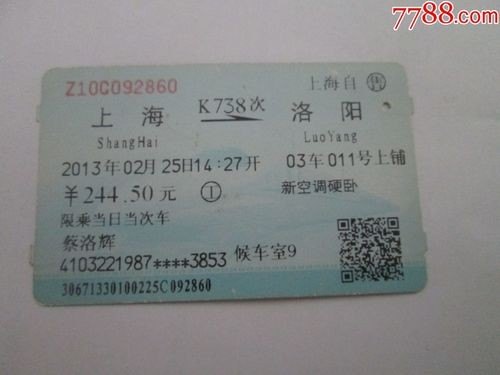 7788.com
Z10C092860 上海自售
上海 K738次 洛阳
ShangHai LuoYang
2013年02月25日14:27开 03车011号上铺
￥244.50元 ① 新空调硬卧
限乘当日当次车
蔡洛辉
4103221987****3853 候车室9
30671330100225C092860